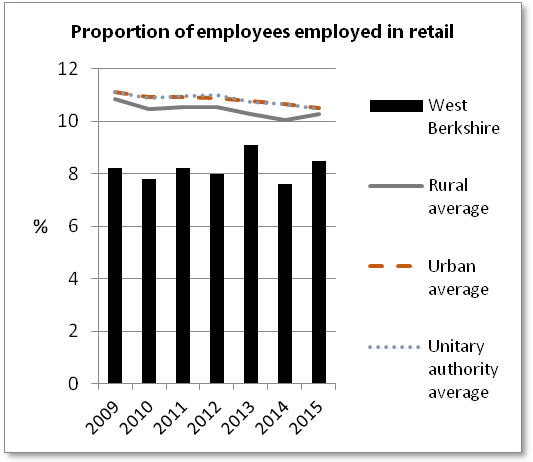 Proportion of employees employed in retail
12
10
8
6
4
2
0
%
2009
2010
2011
2012
2013
2014
2015
West
Berkshire
Rural
average
Urban
average
Unitary
authority
average